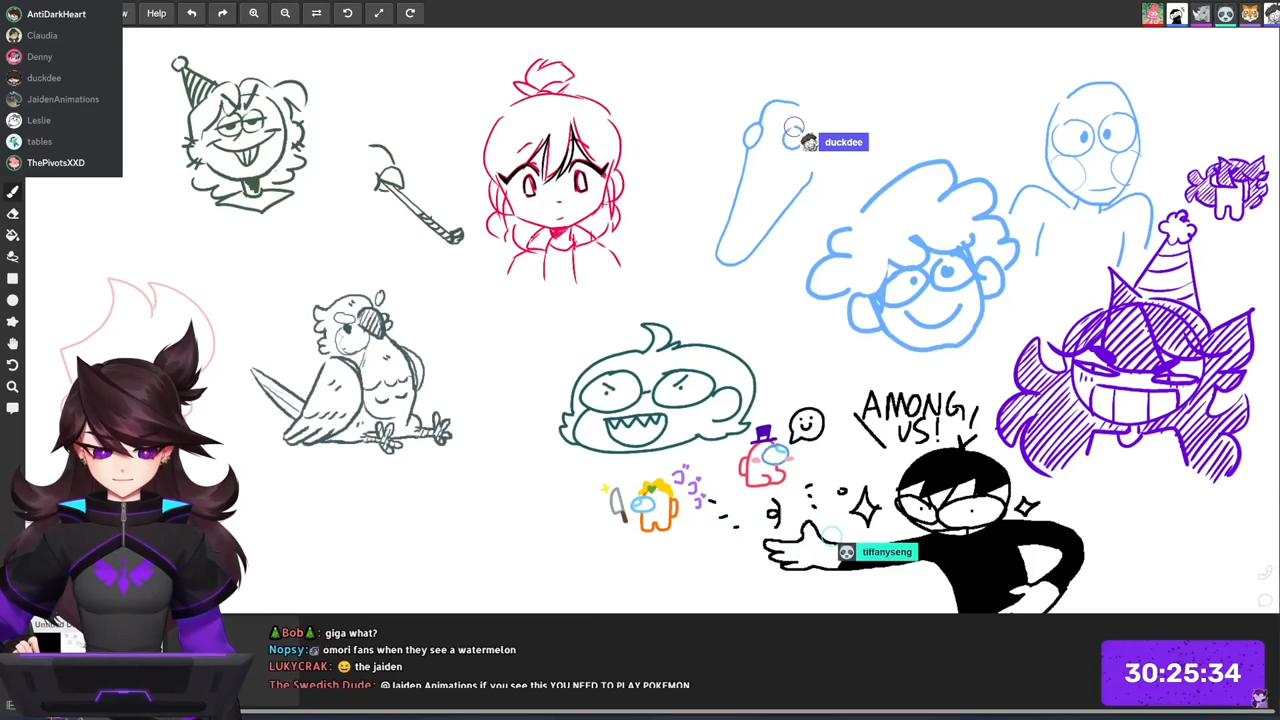 AntiDarkHeart
Claudia
Denny
duckdee
JaidenAnimations
Leslie
tables
ThePivotsXXD
Help
duckdee
AMONG
US!
tiffanyseng
Bob: giga what?
Nopsy: omori fans when they see a watermelon
LUKYCRAK: 😄 the jaiden
The Swedish Dude: @Jaiden Animations if you see this YOU NEED TO PLAY POKEMON
30:25:34